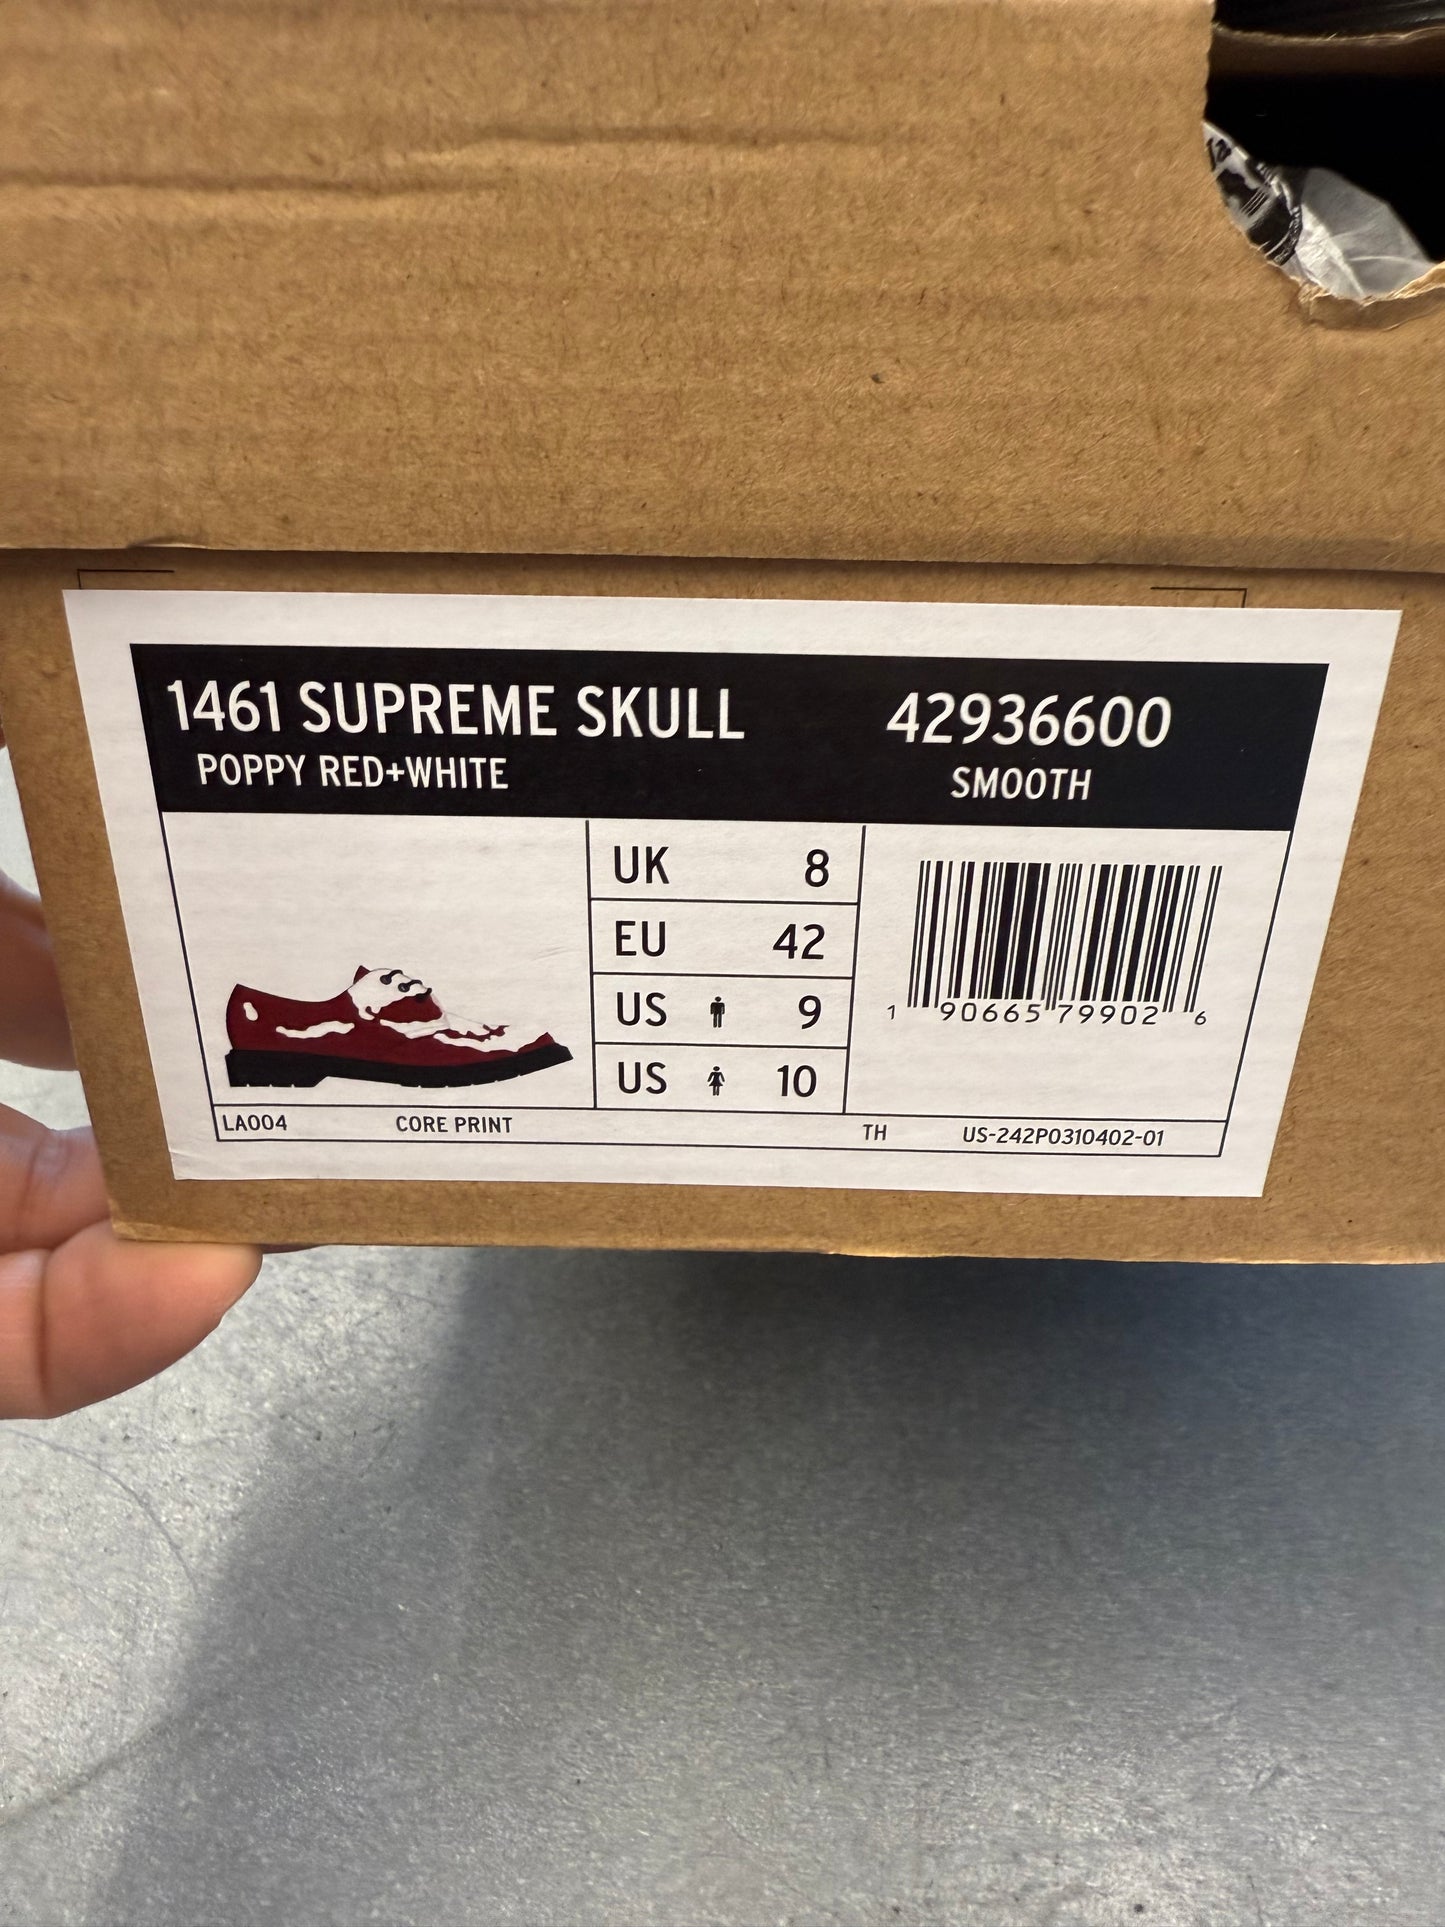 1461 SUPREME SKULL 42936600
POPPY RED+WHITE SMOOTH
UK 8
EU 42
US 9
US 10
1 90665 79902 6
LA004 CORE PRINT TH US-242P0310402-01